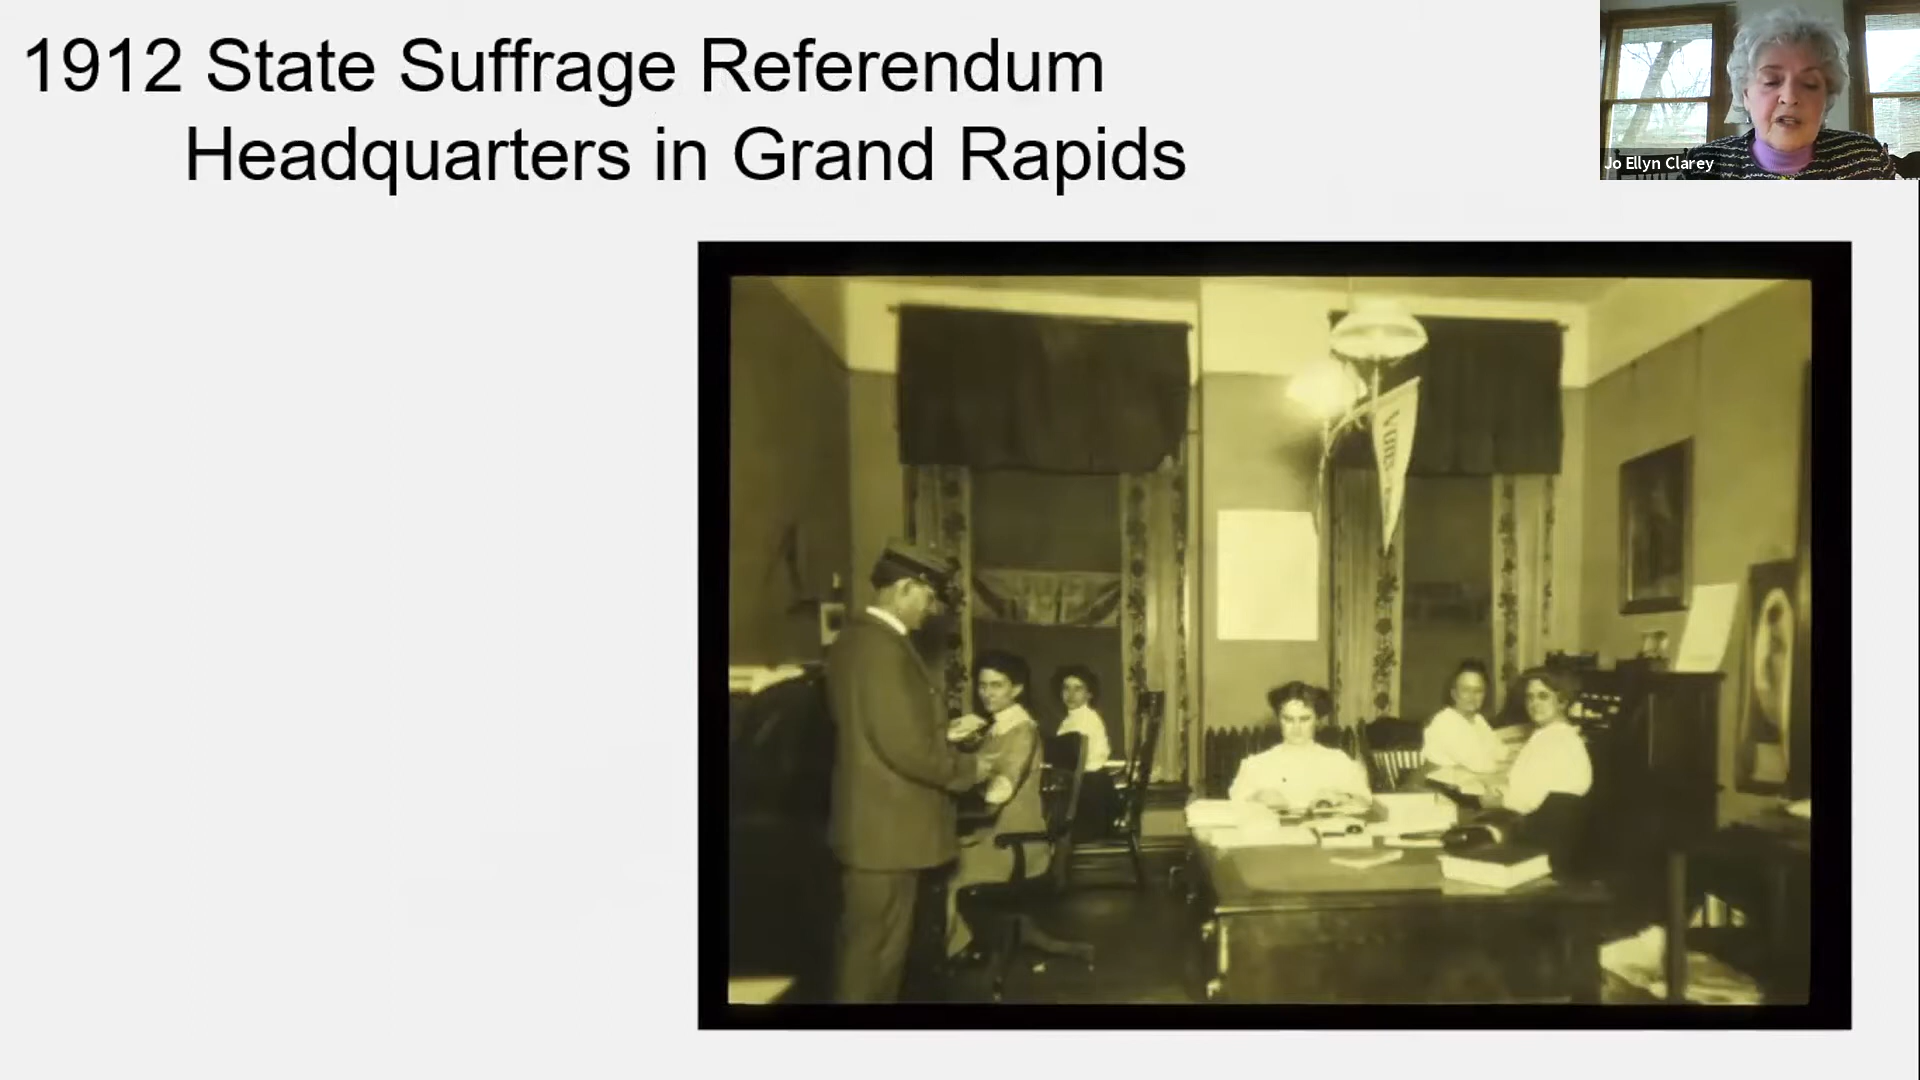 1912 State Suffrage Referendum
Headquarters in Grand Rapids
Jo Ellyn Clarey